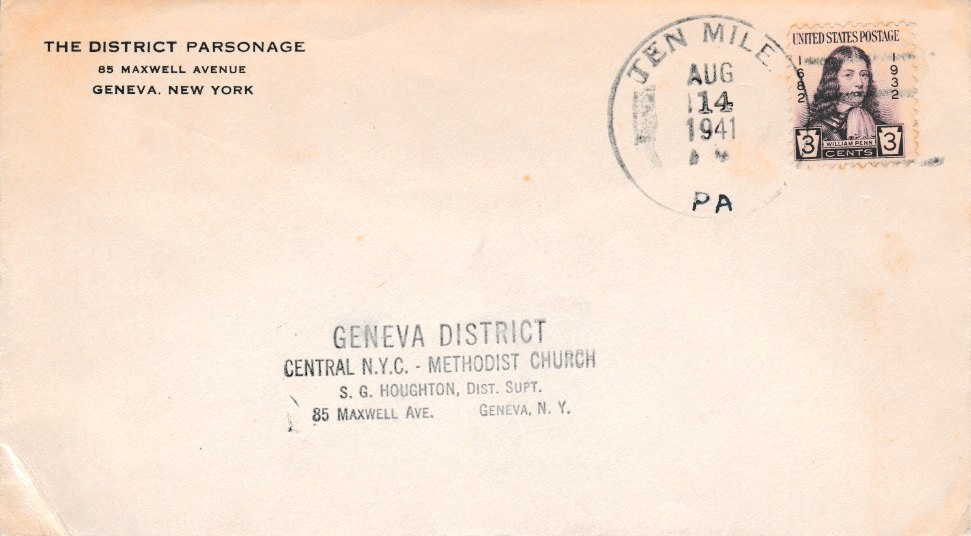 THE DISTRICT PARSONAGE
85 MAXWELL AVENUE
GENEVA, NEW YORK
TEN MILE
AUG
14
1941
PA
UNITED STATES POSTAGE
1682
1932
3 WILLIAM PENN 3
CENTS
GENEVA DISTRICT
CENTRAL N.Y.C. - METHODIST CHURCH
S. G. HOUGHTON, DIST. SUPT.
85 MAXWELL AVE. GENEVA, N. Y.